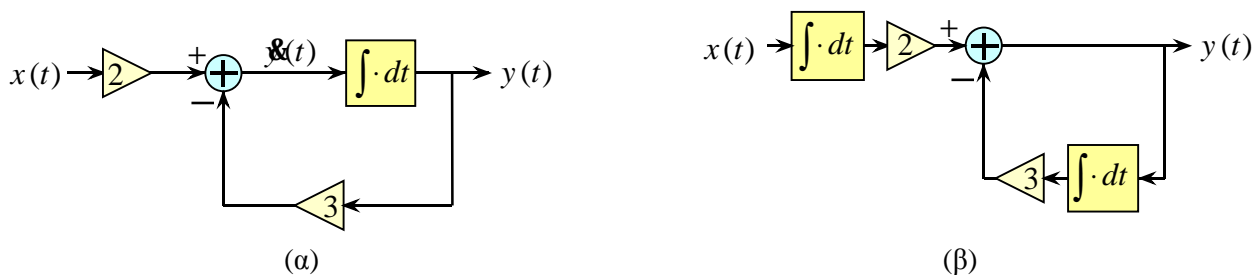 x(t) 2 + − ẏ(t) ∫·dt y(t)
3
(α)
x(t) ∫·dt 2 + − y(t)
3 ∫·dt
(β)